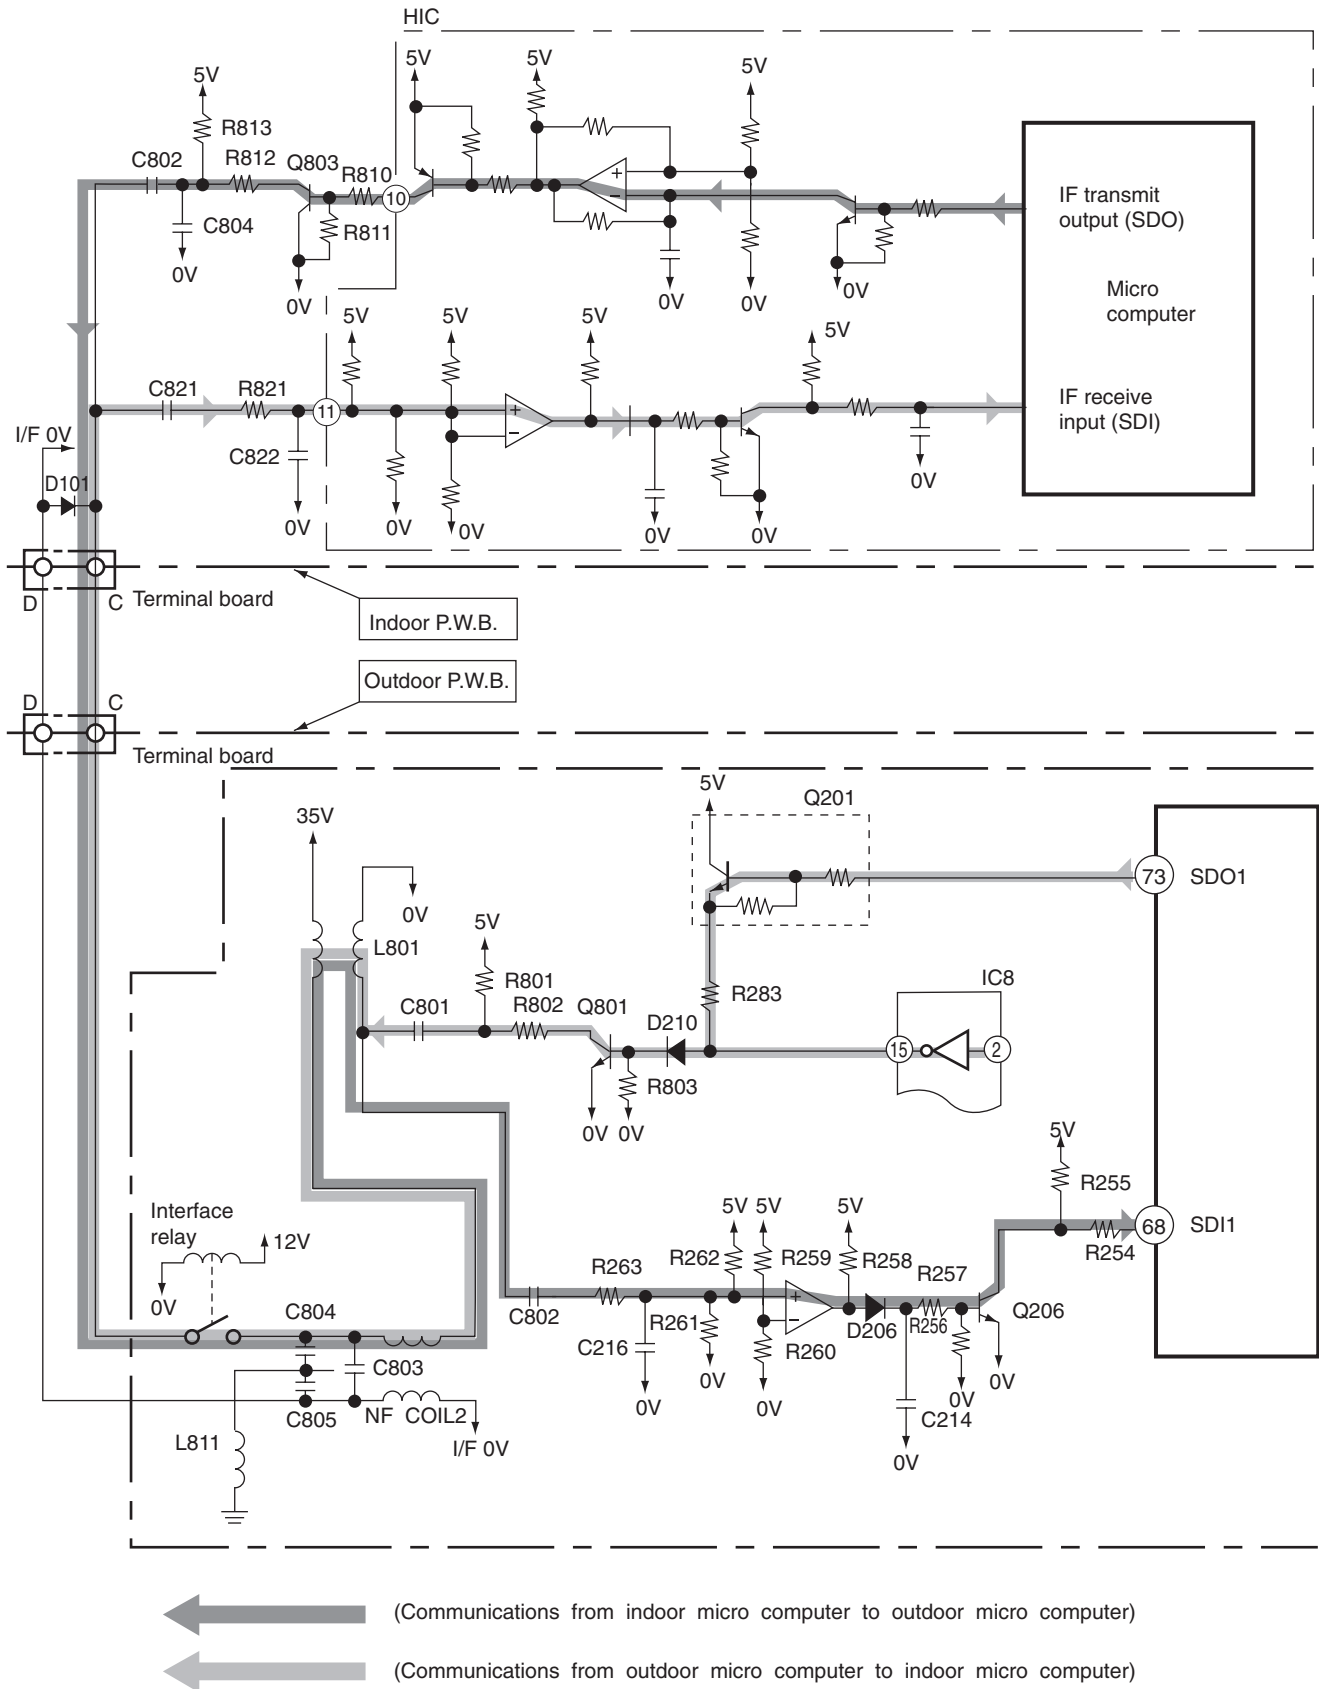 HIC
5V
5V
5V
5V
R813
C802
R812
Q803
R810
10
C804
R811
0V
0V
IF transmit
output (SDO)
0V
0V
0V
Micro
computer
5V
5V
5V
5V
C821
R821
11
IF receive
input (SDI)
I/F 0V
C822
D101
0V
0V
0V
0V
0V
0V
D
C
Terminal board
Indoor P.W.B.
Outdoor P.W.B.
D
C
Terminal board
5V
Q201
35V
73
SDO1
0V
L801
5V
R801
R283
IC8
C801
R802
Q801
D210
15
2
R803
0V
0V
5V
R255
Interface
relay
12V
5V
5V
5V
68
SDI1
R254
R262
R259
R258
0V
R263
R257
C804
C802
R261
D206
R256
Q206
C803
C216
R260
0V
0V
0V
C805
NF COIL2
0V
0V
C214
L811
I/F 0V
0V
(Communications from indoor micro computer to outdoor micro computer)
(Communications from outdoor micro computer to indoor micro computer)